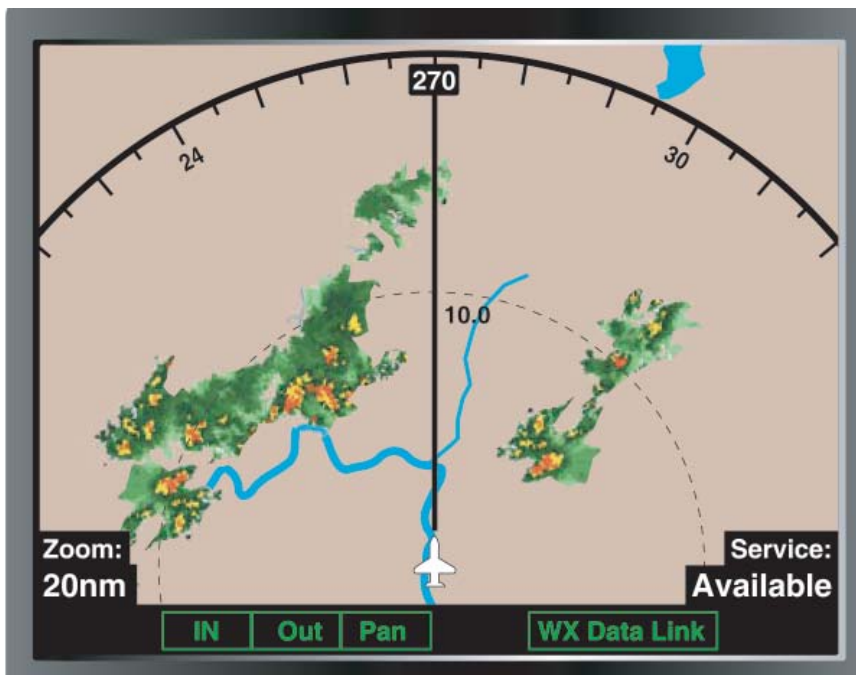 270
24
30
10.0
Zoom:
20nm
Service:
Available
IN
Out
Pan
WX Data Link